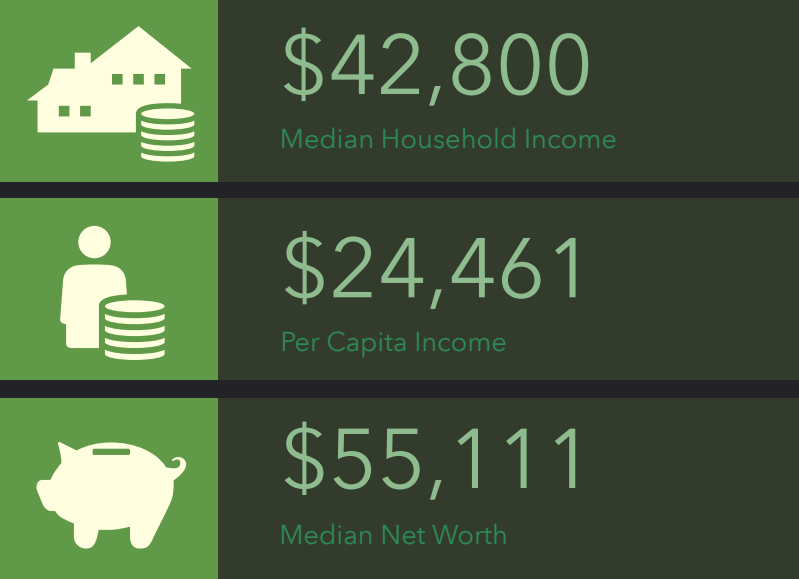 $42,800
Median Household Income
$24,461
Per Capita Income
$55,111
Median Net Worth